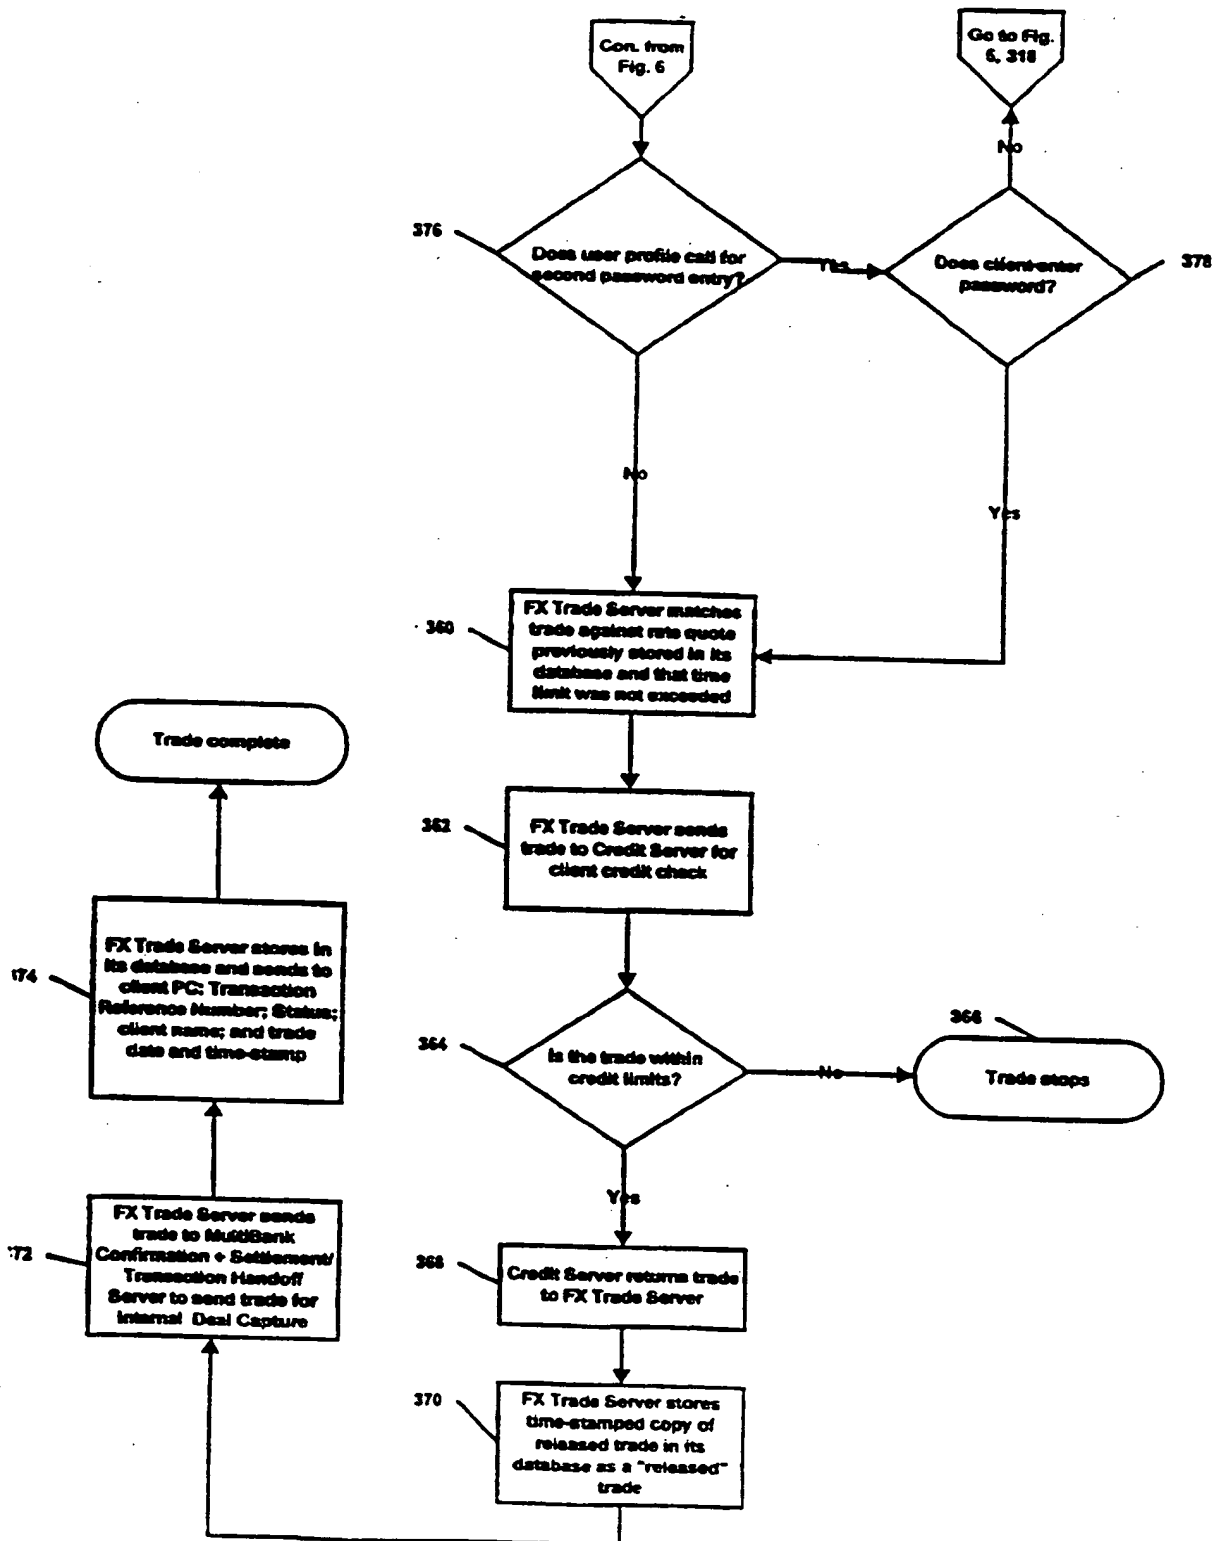 Con. from
Fig. 6
Go to Fig.
5, 318
No
376
Does user profile call for
second password entry?
Yes
Does client enter
password?
378
No
Yes
360
FX Trade Server matches
trade against rate quote
previously stored in its
database and that time
limit was not exceeded
Trade complete
362
FX Trade Server sends
trade to Credit Server for
client credit check
FX Trade Server stores in
its database and sends to
client PC: Transaction
Reference Number; Status;
client name; and trade
date and time-stamp
174
364
Is the trade within
credit limits?
No
366
Trade stops
Yes
72
FX Trade Server sends
trade to MultiBank
Confirmation + Settlement/
Transaction Handoff
Server to send trade for
Internal Deal Capture
368
Credit Server returns trade
to FX Trade Server
370
FX Trade Server stores
time-stamped copy of
released trade in its
database as a "released"
trade